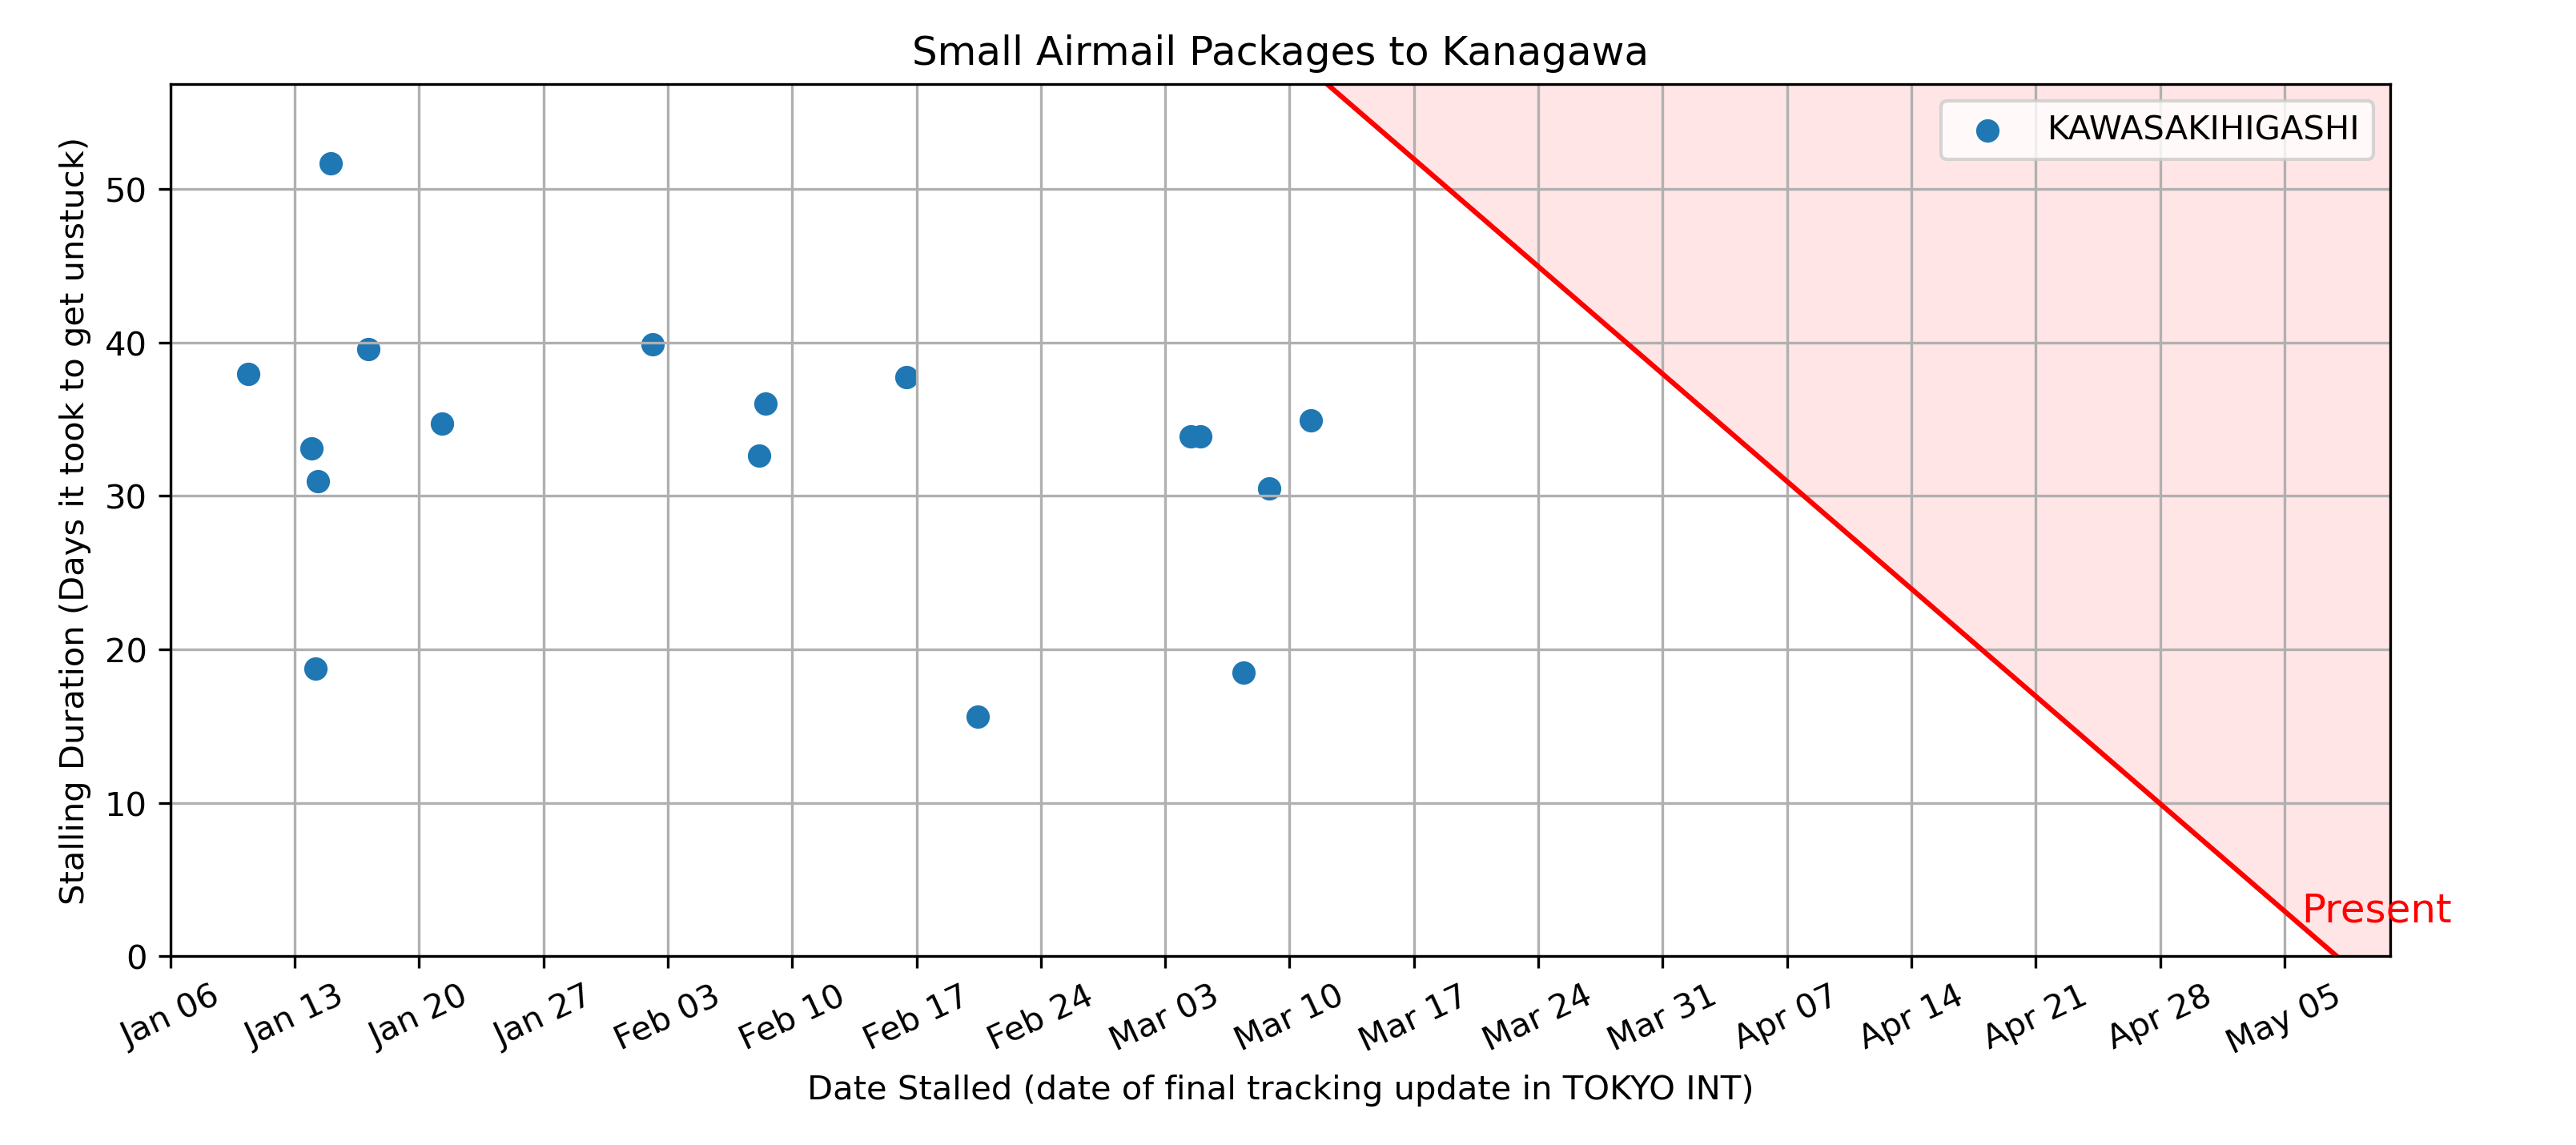 Small Airmail Packages to Kanagawa
KAWASAKIHIGASHI
Stalling Duration (Days it took to get unstuck)
50
40
30
20
10
0
Present
Jan 06
Jan 13
Jan 20
Jan 27
Feb 03
Feb 10
Feb 17
Feb 24
Mar 03
Mar 10
Mar 17
Mar 24
Mar 31
Apr 07
Apr 14
Apr 21
Apr 28
May 05
Date Stalled (date of final tracking update in TOKYO INT)